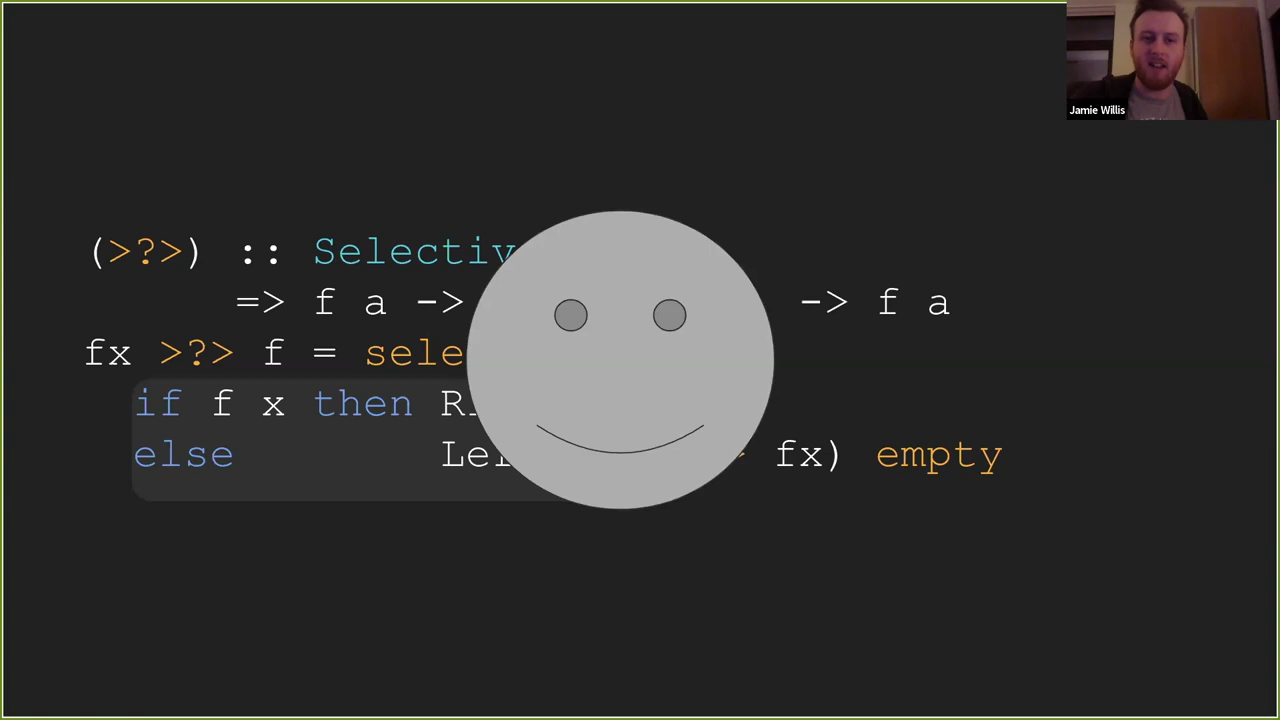 Jamie Willis
(>?>) :: Selectiv
=> f a -> -> f a
fx >?> f = sele
if f x then R
else Le fx) empty